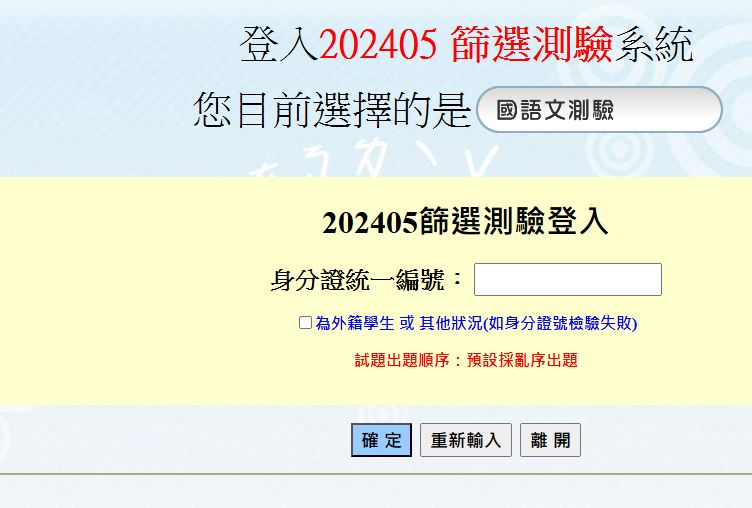 登入202405 篩選測驗系統
您目前選擇的是 國語文測驗
ㄅㄋㄉㄟˇ
202405篩選測驗登入
身分證統一編號：
為外籍學生 或 其他狀況(如身分證號檢驗失敗)
試題出題順序：預設採亂序出題
確 定 重新輸入 離 開